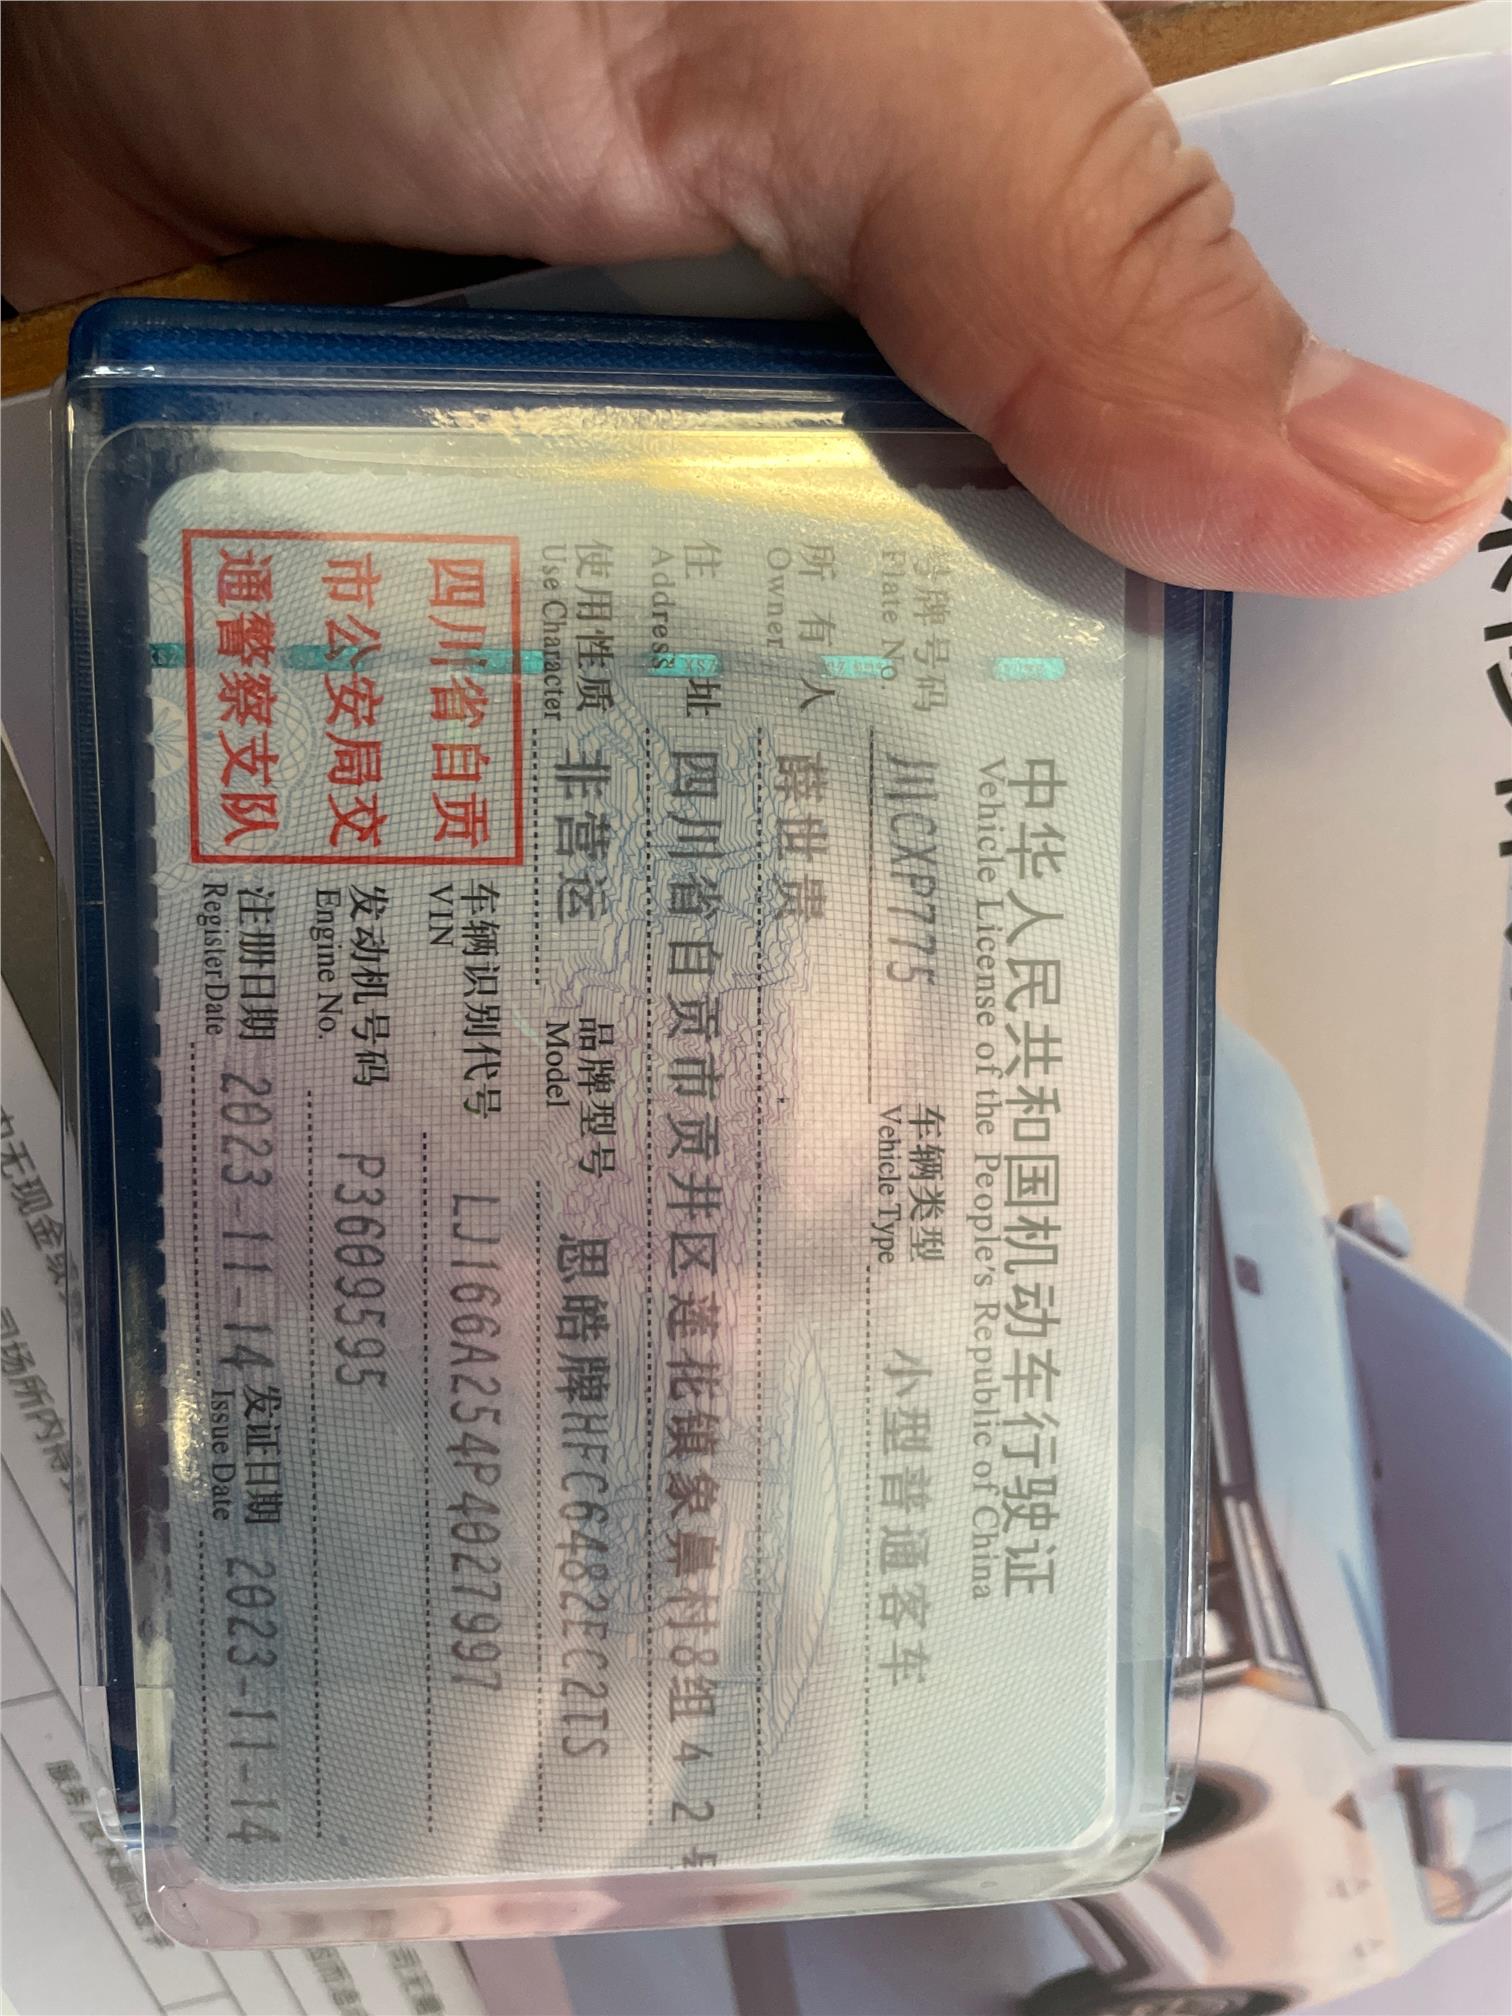 中华人民共和国机动车行驶证
Vehicle License of the People's Republic of China
号牌号码 川CXP775 车辆类型 小型普通客车
Plate No. Vehicle Type
所有人 薛世贵
Owner
住址 四川省自贡市贡井区莲花镇象鼻村8组42号
Address
使用性质 非营运 品牌型号 思皓牌HFC6482EC2TS
Use Character Model
四川省自贡
市公安局交
通警察支队
车辆识别代号 LJ166A254P4027997
VIN
发动机号码 P3609595
Engine No.
注册日期 2023-11-14 发证日期 2023-11-14
Register Date Issue Date